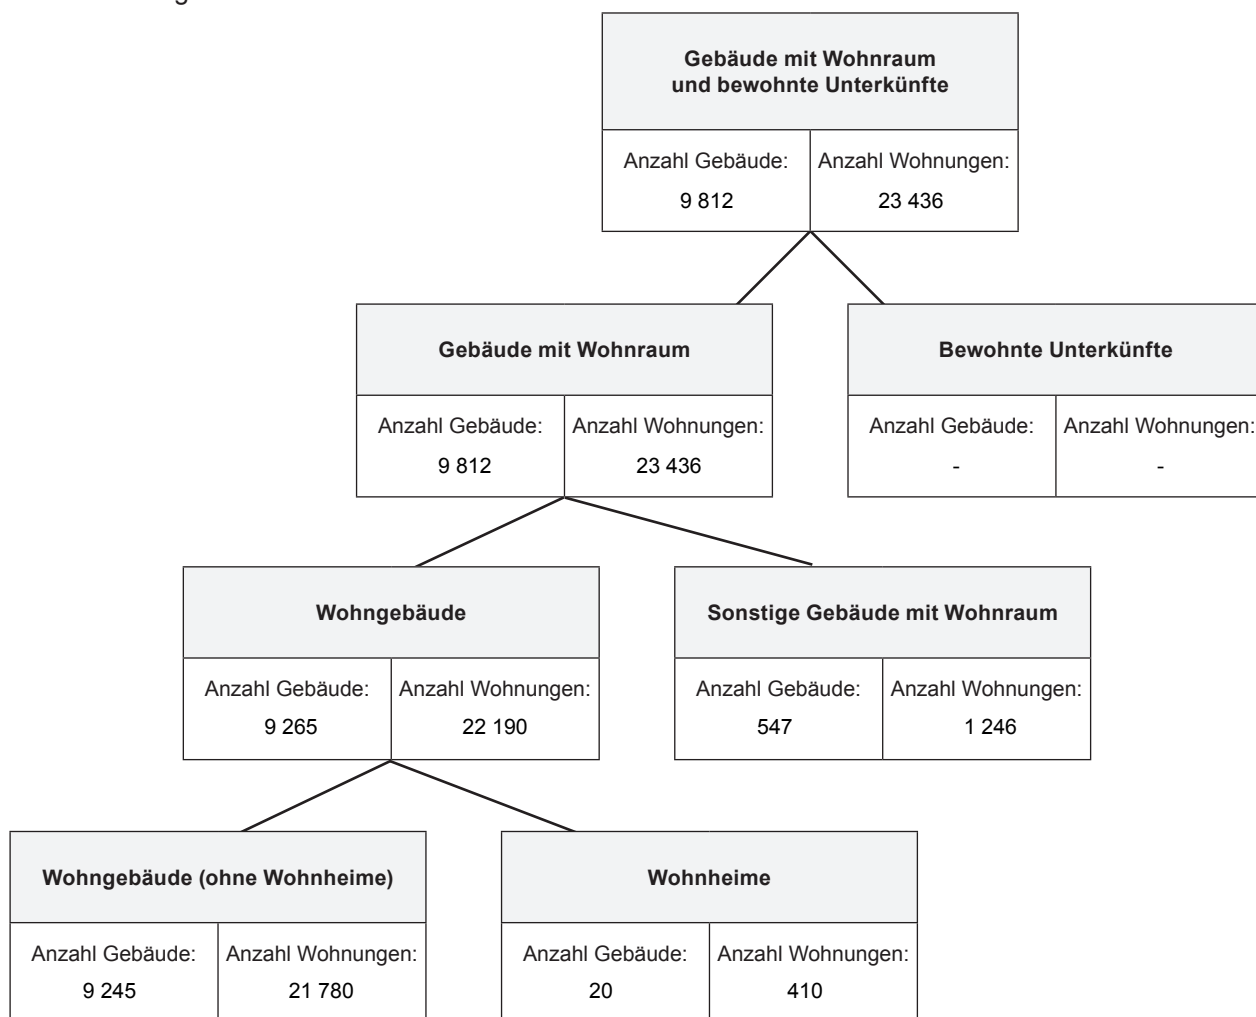 Gebäude mit Wohnraum
und bewohnte Unterkünfte
Anzahl Gebäude: Anzahl Wohnungen:
9 812 23 436
Gebäude mit Wohnraum Bewohnte Unterkünfte
Anzahl Gebäude: Anzahl Wohnungen: Anzahl Gebäude: Anzahl Wohnungen:
9 812 23 436 - -
Wohngebäude Sonstige Gebäude mit Wohnraum
Anzahl Gebäude: Anzahl Wohnungen: Anzahl Gebäude: Anzahl Wohnungen:
9 265 22 190 547 1 246
Wohngebäude (ohne Wohnheime) Wohnheime
Anzahl Gebäude: Anzahl Wohnungen: Anzahl Gebäude: Anzahl Wohnungen:
9 245 21 780 20 410